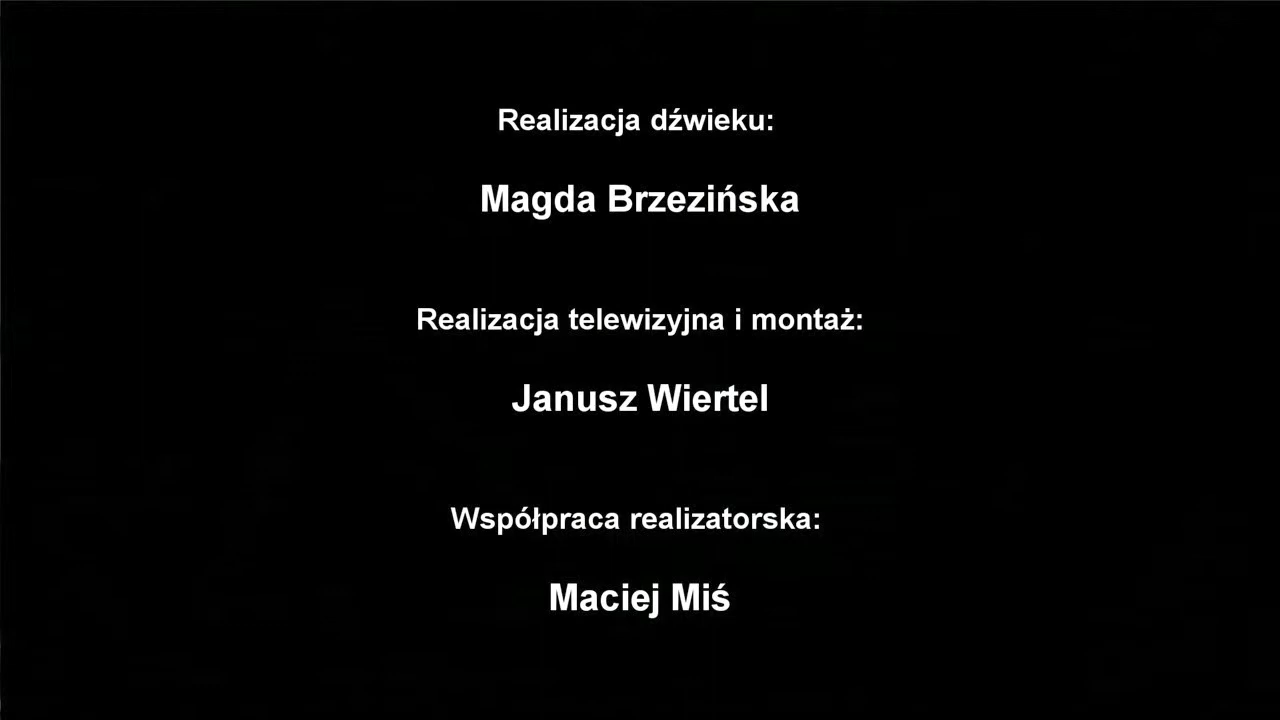 Realizacja dźwieku:
Magda Brzezińska
Realizacja telewizyjna i montaż:
Janusz Wiertel
Współpraca realizatorska:
Maciej Miś